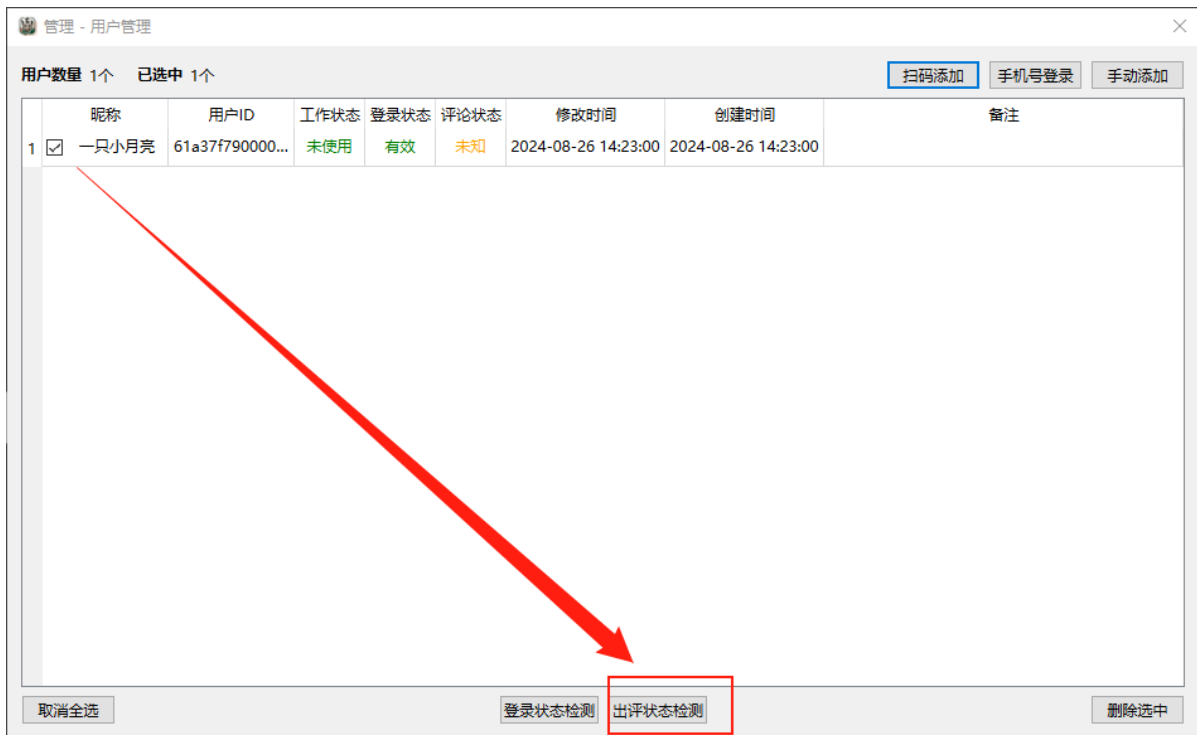 管理 - 用户管理
用户数量 1个 已选中 1个 扫码添加 手机号登录 手动添加
昵称 用户ID 工作状态 登录状态 评论状态 修改时间 创建时间 备注
1 一只小月亮 61a37f790000... 未使用 有效 未知 2024-08-26 14:23:00 2024-08-26 14:23:00
取消全选 登录状态检测 出评状态检测 删除选中